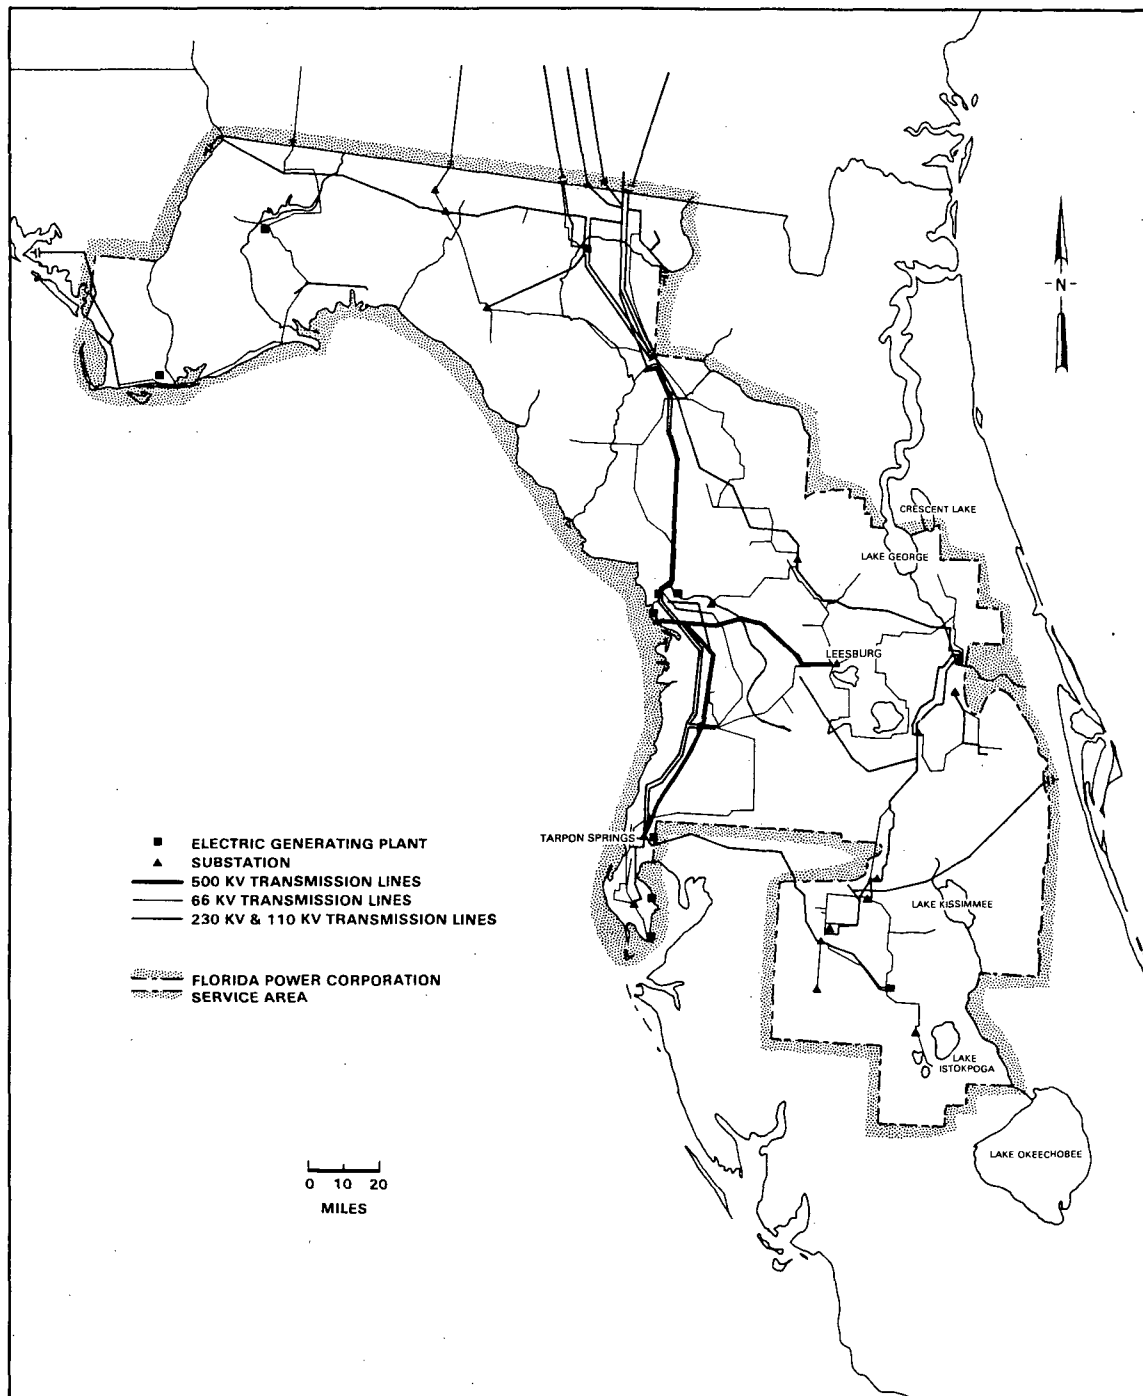 -N-
CRESCENT LAKE
LAKE GEORGE
LEESBURG
TARPON SPRINGS
ELECTRIC GENERATING PLANT
SUBSTATION
500 KV TRANSMISSION LINES
66 KV TRANSMISSION LINES
230 KV & 110 KV TRANSMISSION LINES
LAKE KISSIMMEE
FLORIDA POWER CORPORATION
SERVICE AREA
LAKE
ISTOKPOGA
LAKE OKEECHOBEE
0 10 20
MILES